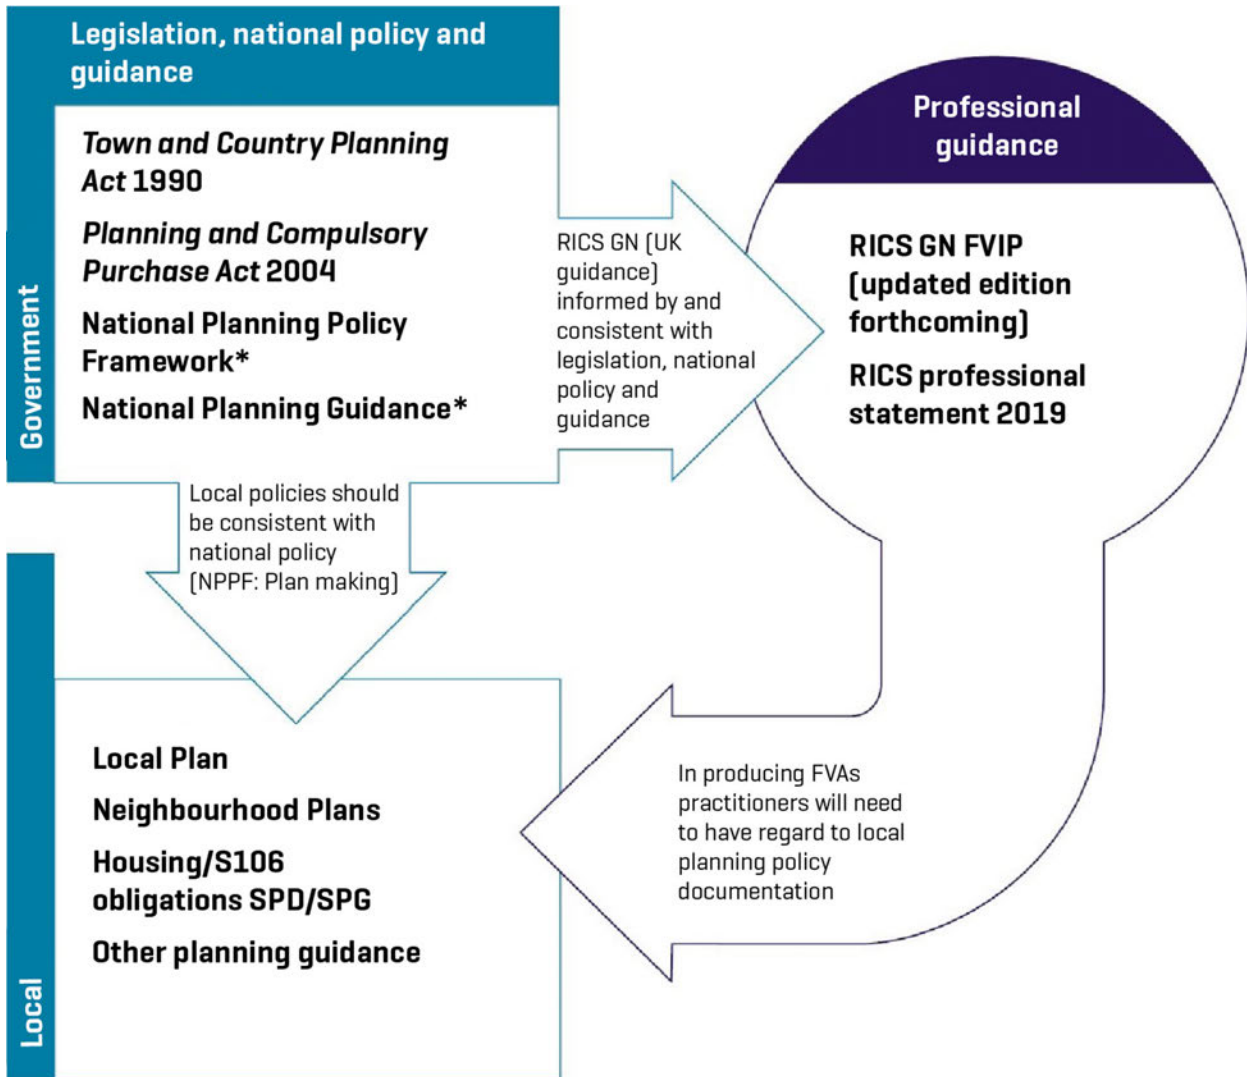 Legislation, national policy and
guidance
Government
Town and Country Planning
Act 1990
Planning and Compulsory
Purchase Act 2004
National Planning Policy
Framework*
National Planning Guidance*
RICS GN (UK
guidance)
informed by and
consistent with
legislation, national
policy and
guidance
Professional
guidance
RICS GN FVIP
(updated edition
forthcoming)
RICS professional
statement 2019
Local policies should
be consistent with
national policy
(NPPF: Plan making)
Local
Local Plan
Neighbourhood Plans
Housing/S106
obligations SPD/SPG
Other planning guidance
In producing FVAs
practitioners will need
to have regard to local
planning policy
documentation